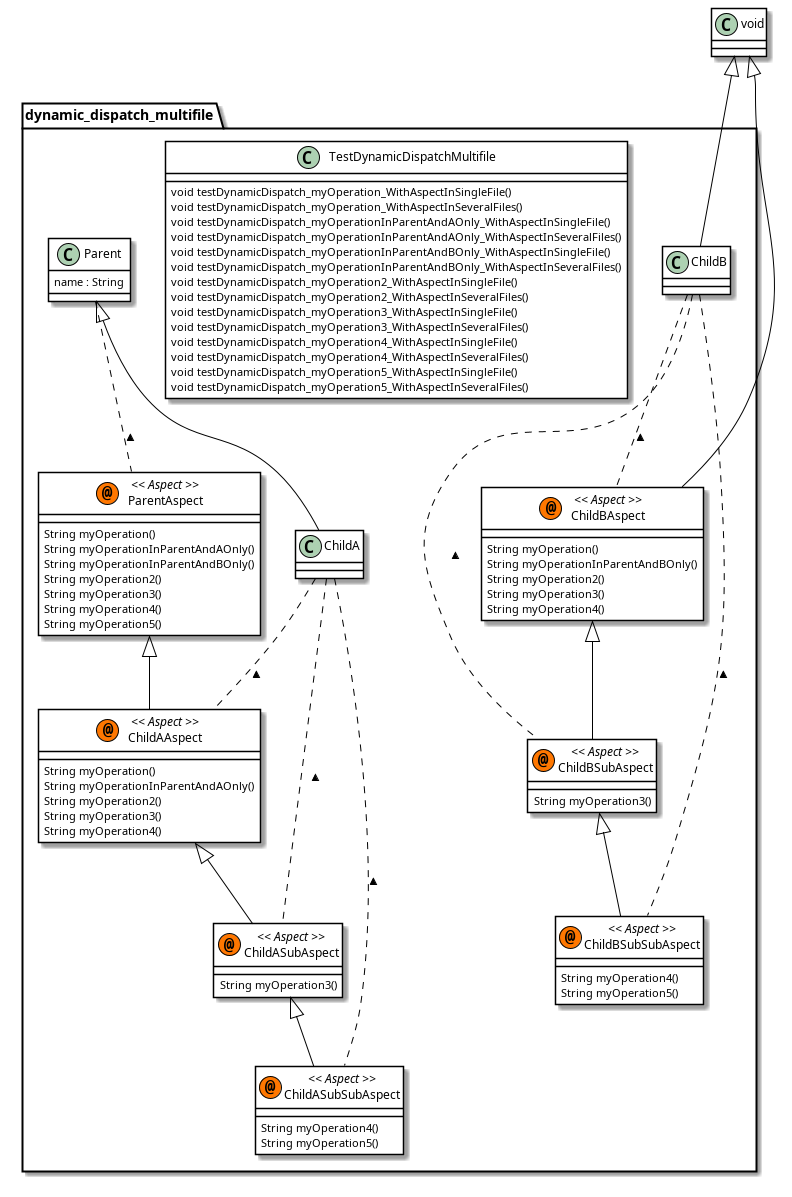 C void
dynamic_dispatch_multifile
C TestDynamicDispatchMultifile
void testDynamicDispatch_myOperation_WithAspectInSingleFile()
void testDynamicDispatch_myOperation_WithAspectInSeveralFiles()
void testDynamicDispatch_myOperationInParentAndAOnly_WithAspectInSingleFile()
void testDynamicDispatch_myOperationInParentAndAOnly_WithAspectInSeveralFiles()
void testDynamicDispatch_myOperationInParentAndBOnly_WithAspectInSingleFile()
void testDynamicDispatch_myOperationInParentAndBOnly_WithAspectInSeveralFiles()
void testDynamicDispatch_myOperation2_WithAspectInSingleFile()
void testDynamicDispatch_myOperation2_WithAspectInSeveralFiles()
void testDynamicDispatch_myOperation3_WithAspectInSingleFile()
void testDynamicDispatch_myOperation3_WithAspectInSeveralFiles()
void testDynamicDispatch_myOperation4_WithAspectInSingleFile()
void testDynamicDispatch_myOperation4_WithAspectInSeveralFiles()
void testDynamicDispatch_myOperation5_WithAspectInSingleFile()
void testDynamicDispatch_myOperation5_WithAspectInSeveralFiles()
C Parent
name : String
C ChildB
@ << Aspect >>
ParentAspect
String myOperation()
String myOperationInParentAndAOnly()
String myOperationInParentAndBOnly()
String myOperation2()
String myOperation3()
String myOperation4()
String myOperation5()
C ChildA
@ << Aspect >>
ChildBAspect
String myOperation()
String myOperationInParentAndBOnly()
String myOperation2()
String myOperation3()
String myOperation4()
@ << Aspect >>
ChildAAspect
String myOperation()
String myOperationInParentAndAOnly()
String myOperation2()
String myOperation3()
String myOperation4()
@ << Aspect >>
ChildBSubAspect
String myOperation3()
@ << Aspect >>
ChildASubAspect
String myOperation3()
@ << Aspect >>
ChildBSubSubAspect
String myOperation4()
String myOperation5()
@ << Aspect >>
ChildASubSubAspect
String myOperation4()
String myOperation5()